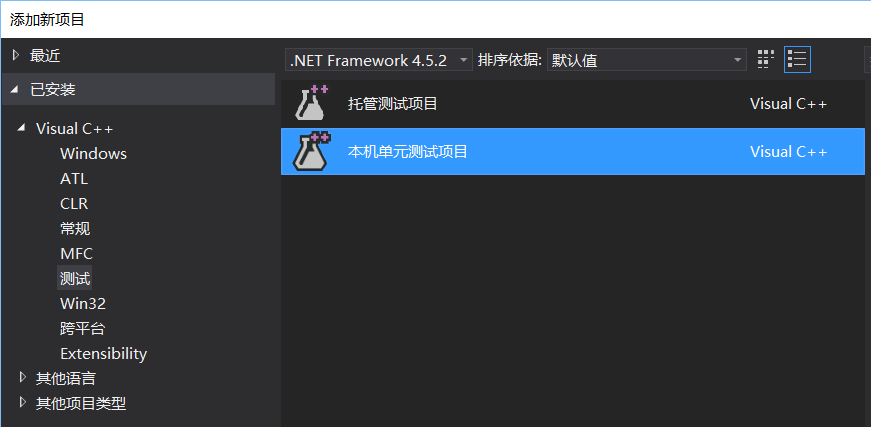 添加新项目
最近
.NET Framework 4.5.2 排序依据: 默认值
已安装
托管测试项目 Visual C++
Visual C++
Windows
本机单元测试项目 Visual C++
ATL
CLR
常规
MFC
测试
Win32
跨平台
Extensibility
其他语言
其他项目类型